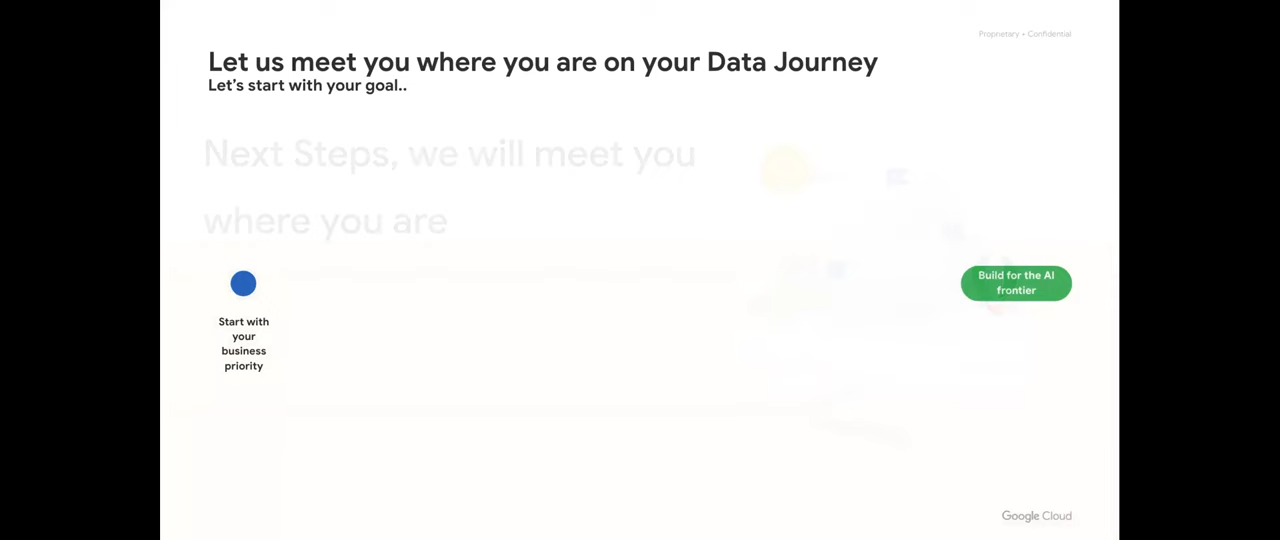 Proprietary + Confidential
Let us meet you where you are on your Data Journey
Let's start with your goal..
Next Steps, we will meet you
where you are
Build for the AI
frontier
Start with
your
business
priority
Google Cloud